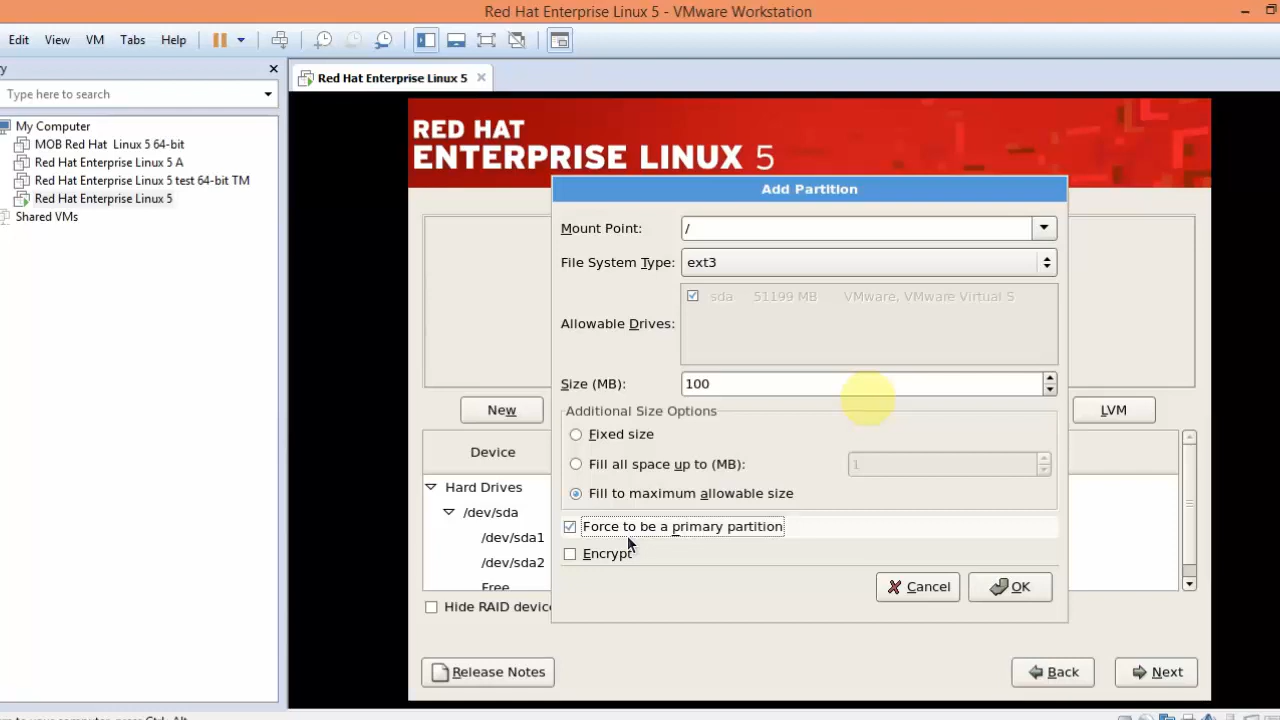 Red Hat Enterprise Linux 5 - VMware Workstation
Edit View VM Tabs Help
y
Type here to search
Red Hat Enterprise Linux 5
My Computer
MOB Red Hat Linux 5 64-bit
Red Hat Enterprise Linux 5 A
Red Hat Enterprise Linux 5 test 64-bit TM
Red Hat Enterprise Linux 5
Shared VMs
RED HAT
ENTERPRISE LINUX 5
Add Partition
Mount Point: /
File System Type: ext3
Allowable Drives:
sda 51199 MB VMware, VMware Virtual S
Size (MB): 100
Additional Size Options
Fixed size
Fill all space up to (MB): 1
Fill to maximum allowable size
Force to be a primary partition
Encrypt
Cancel OK
New LVM
Device
Hard Drives
/dev/sda
/dev/sda1
/dev/sda2
Free
Hide RAID device
Release Notes Back Next